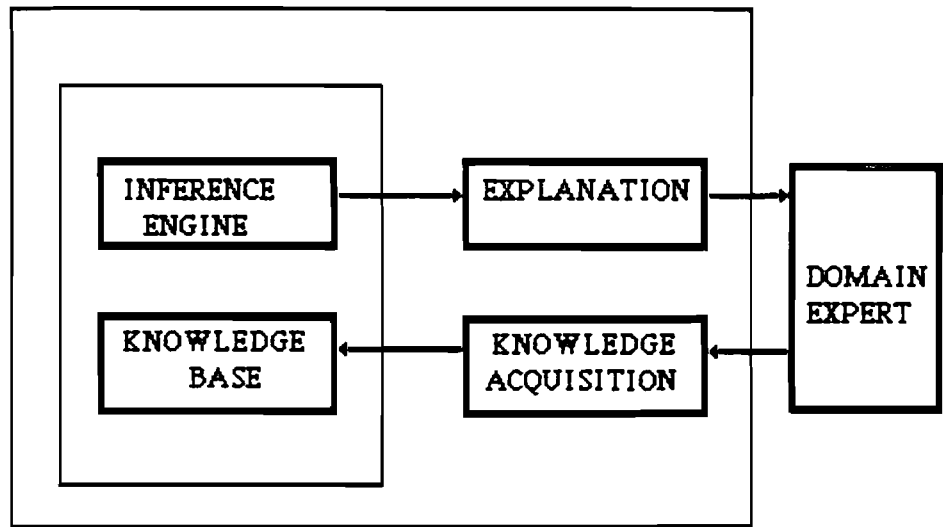 INFERENCE
ENGINE
EXPLANATION
DOMAIN
EXPERT
KNOWLEDGE
BASE
KNOWLEDGE
ACQUISITION